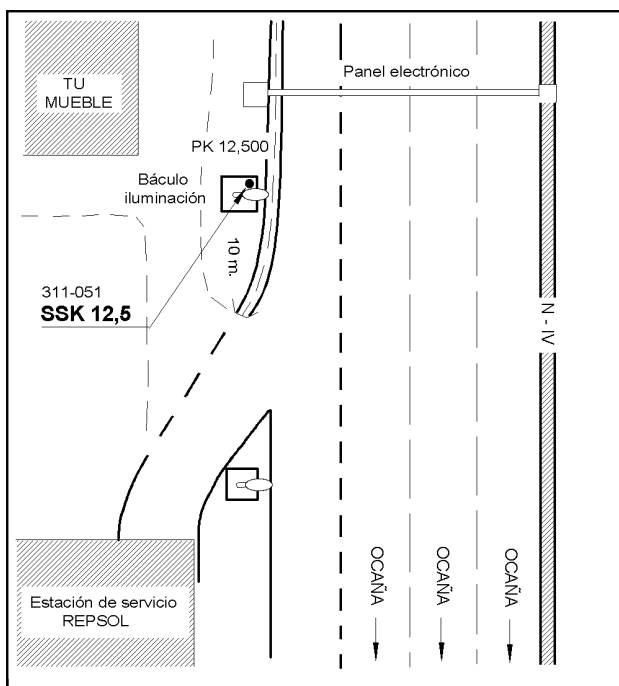 TU
MUEBLE
Panel electrónico
PK 12,500
Báculo
iluminación
10 m.
311-051
SSK 12,5
N - IV
Estación de servicio
REPSOL
OCAÑA
OCAÑA
OCAÑA